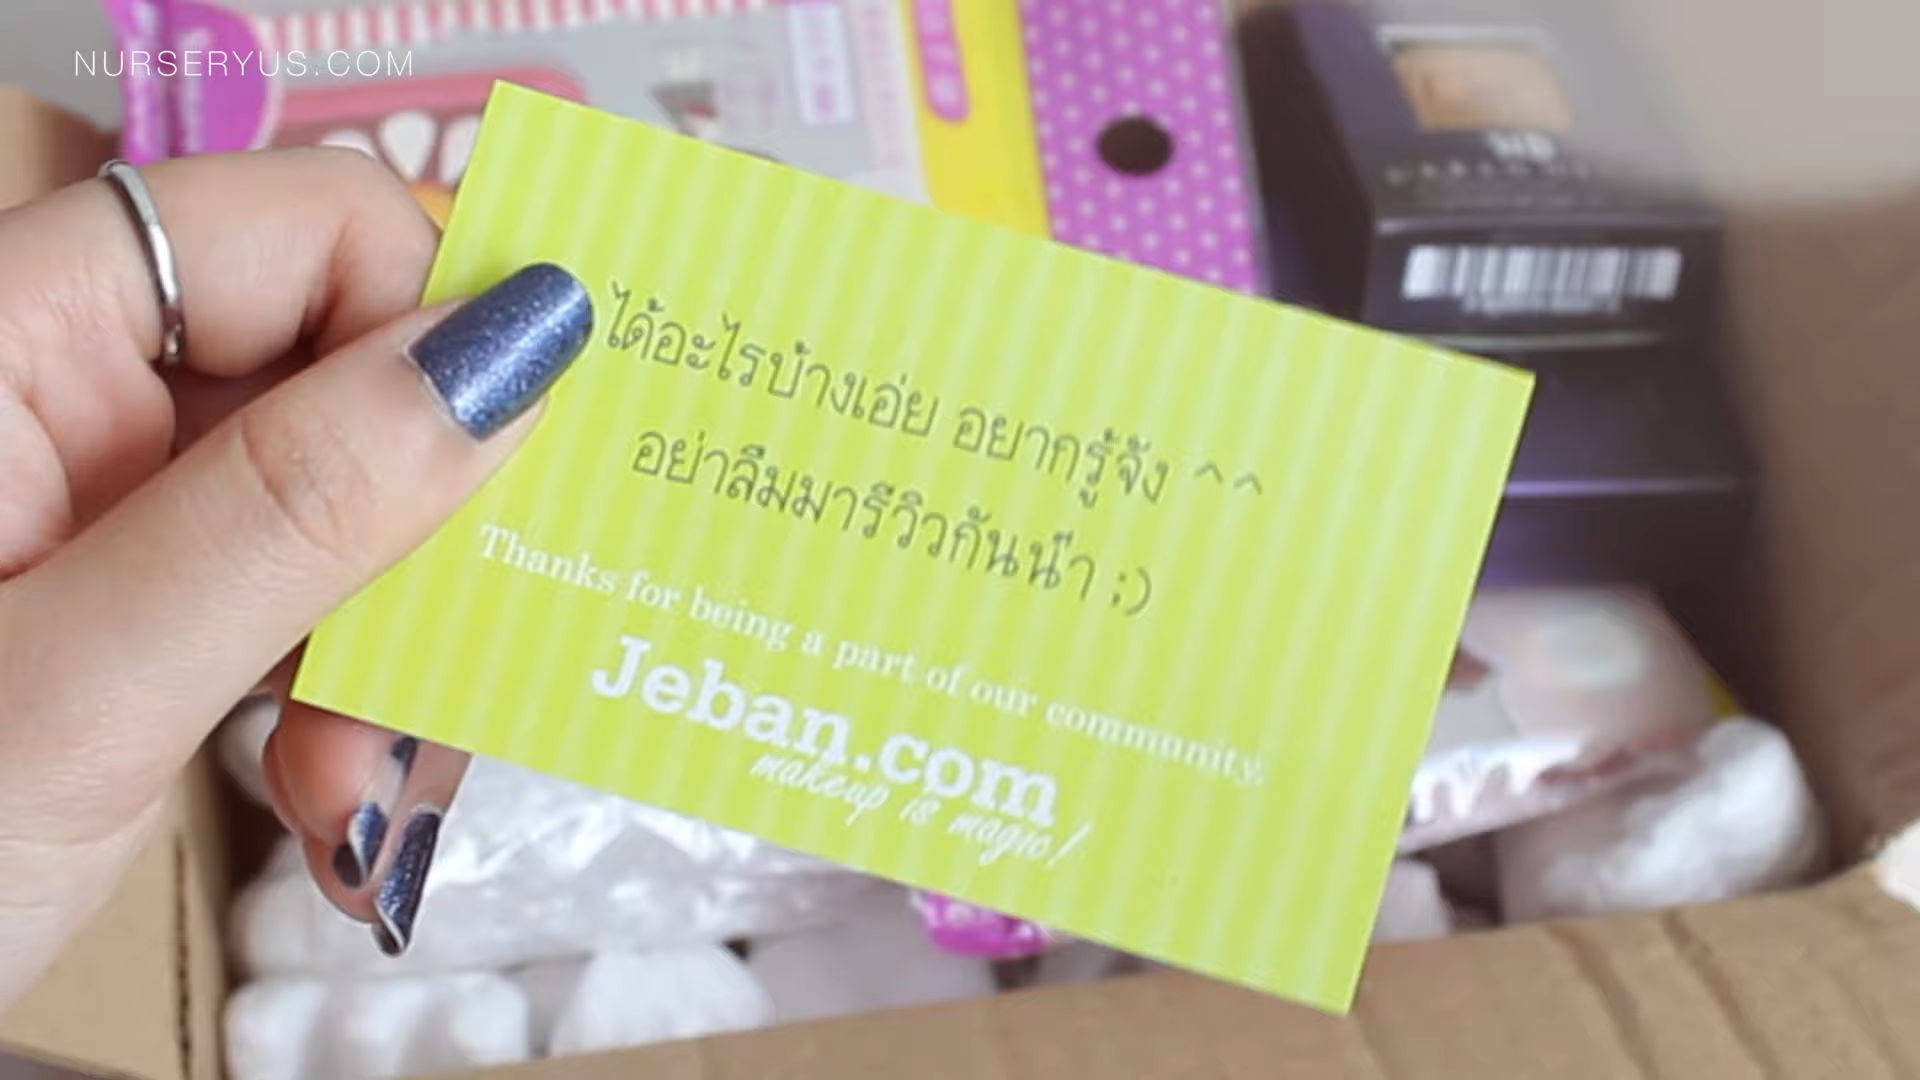 NURSERYUS.COM
ได้อะไรบ้างเอ่ย อยากรู้จัง ^^
อย่าลืมมารีวิวกันน๊า ;)
Thanks for being a part of our community,
Jeban.com
makeup is magic!